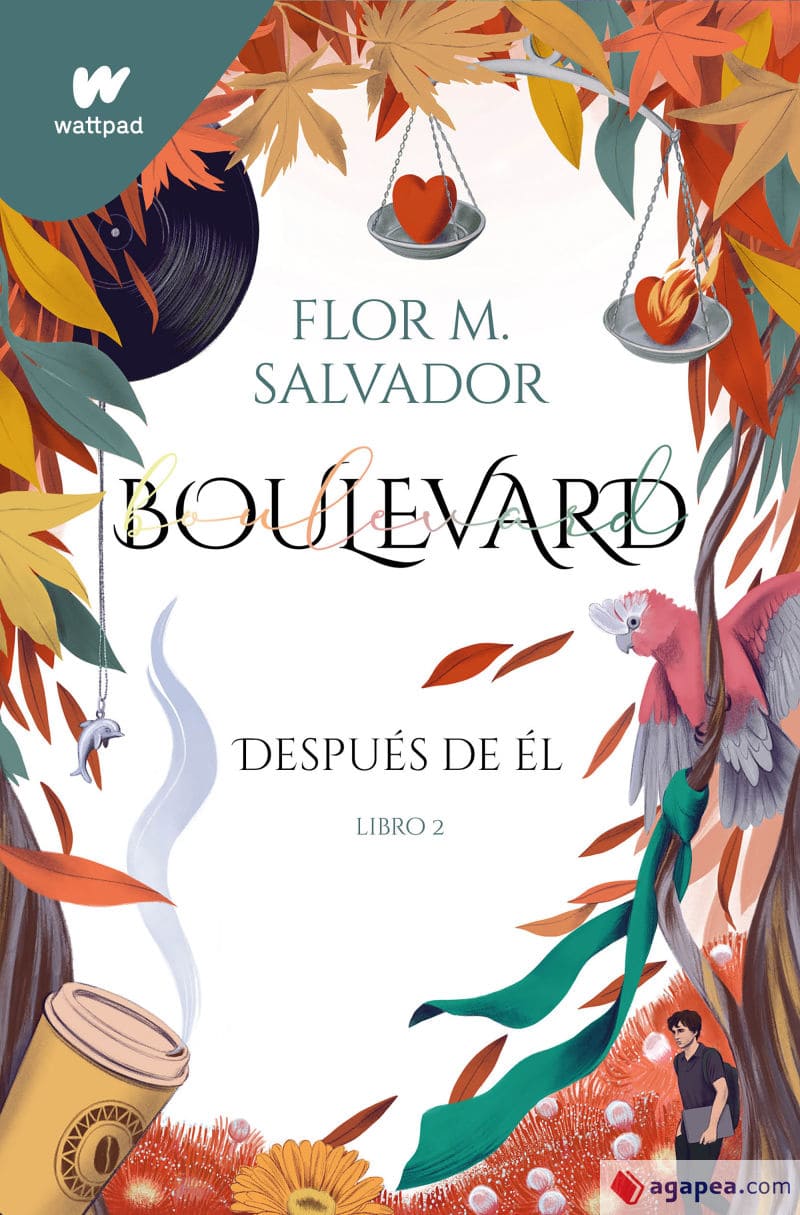 wattpad
FLOR M.
SALVADOR
BOULEVARD
boulevard
DESPUÉS DE ÉL
LIBRO 2
agapea.com